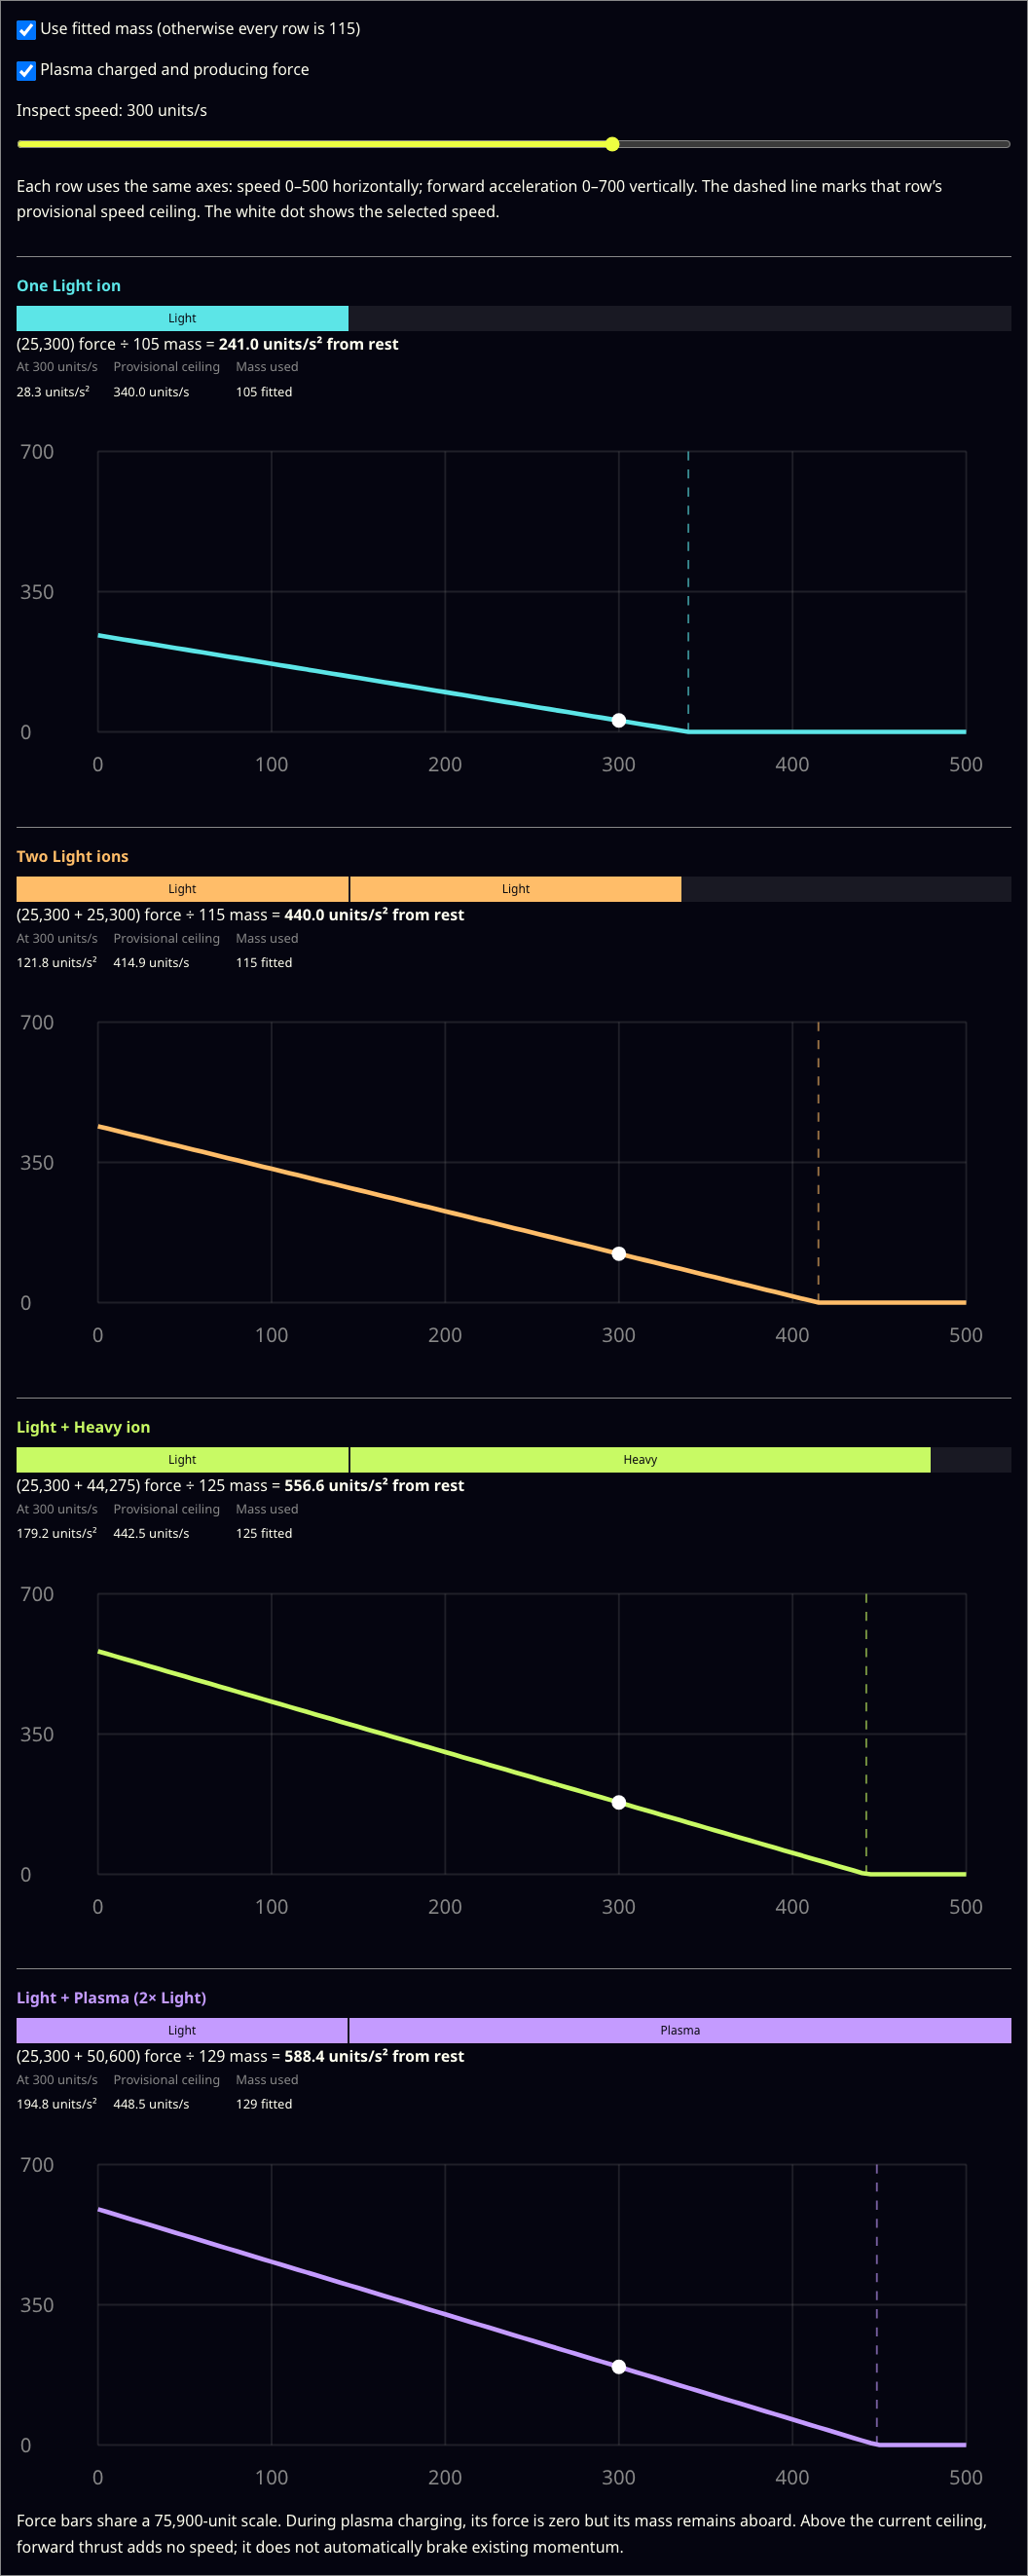 Use fitted mass (otherwise every row is 115)
Plasma charged and producing force
Inspect speed: 300 units/s
Each row uses the same axes: speed 0–500 horizontally; forward acceleration 0–700 vertically. The dashed line marks that row’s
provisional speed ceiling. The white dot shows the selected speed.
One Light ion
Light
(25,300) force ÷ 105 mass = 241.0 units/s² from rest
At 300 units/s Provisional ceiling Mass used
28.3 units/s² 340.0 units/s 105 fitted
700
350
0
0 100 200 300 400 500
Two Light ions
Light Light
(25,300 + 25,300) force ÷ 115 mass = 440.0 units/s² from rest
At 300 units/s Provisional ceiling Mass used
121.8 units/s² 414.9 units/s 115 fitted
700
350
0
0 100 200 300 400 500
Light + Heavy ion
Light Heavy
(25,300 + 44,275) force ÷ 125 mass = 556.6 units/s² from rest
At 300 units/s Provisional ceiling Mass used
179.2 units/s² 442.5 units/s 125 fitted
700
350
0
0 100 200 300 400 500
Light + Plasma (2× Light)
Light Plasma
(25,300 + 50,600) force ÷ 129 mass = 588.4 units/s² from rest
At 300 units/s Provisional ceiling Mass used
194.8 units/s² 448.5 units/s 129 fitted
700
350
0
0 100 200 300 400 500
Force bars share a 75,900-unit scale. During plasma charging, its force is zero but its mass remains aboard. Above the current ceiling,
forward thrust adds no speed; it does not automatically brake existing momentum.